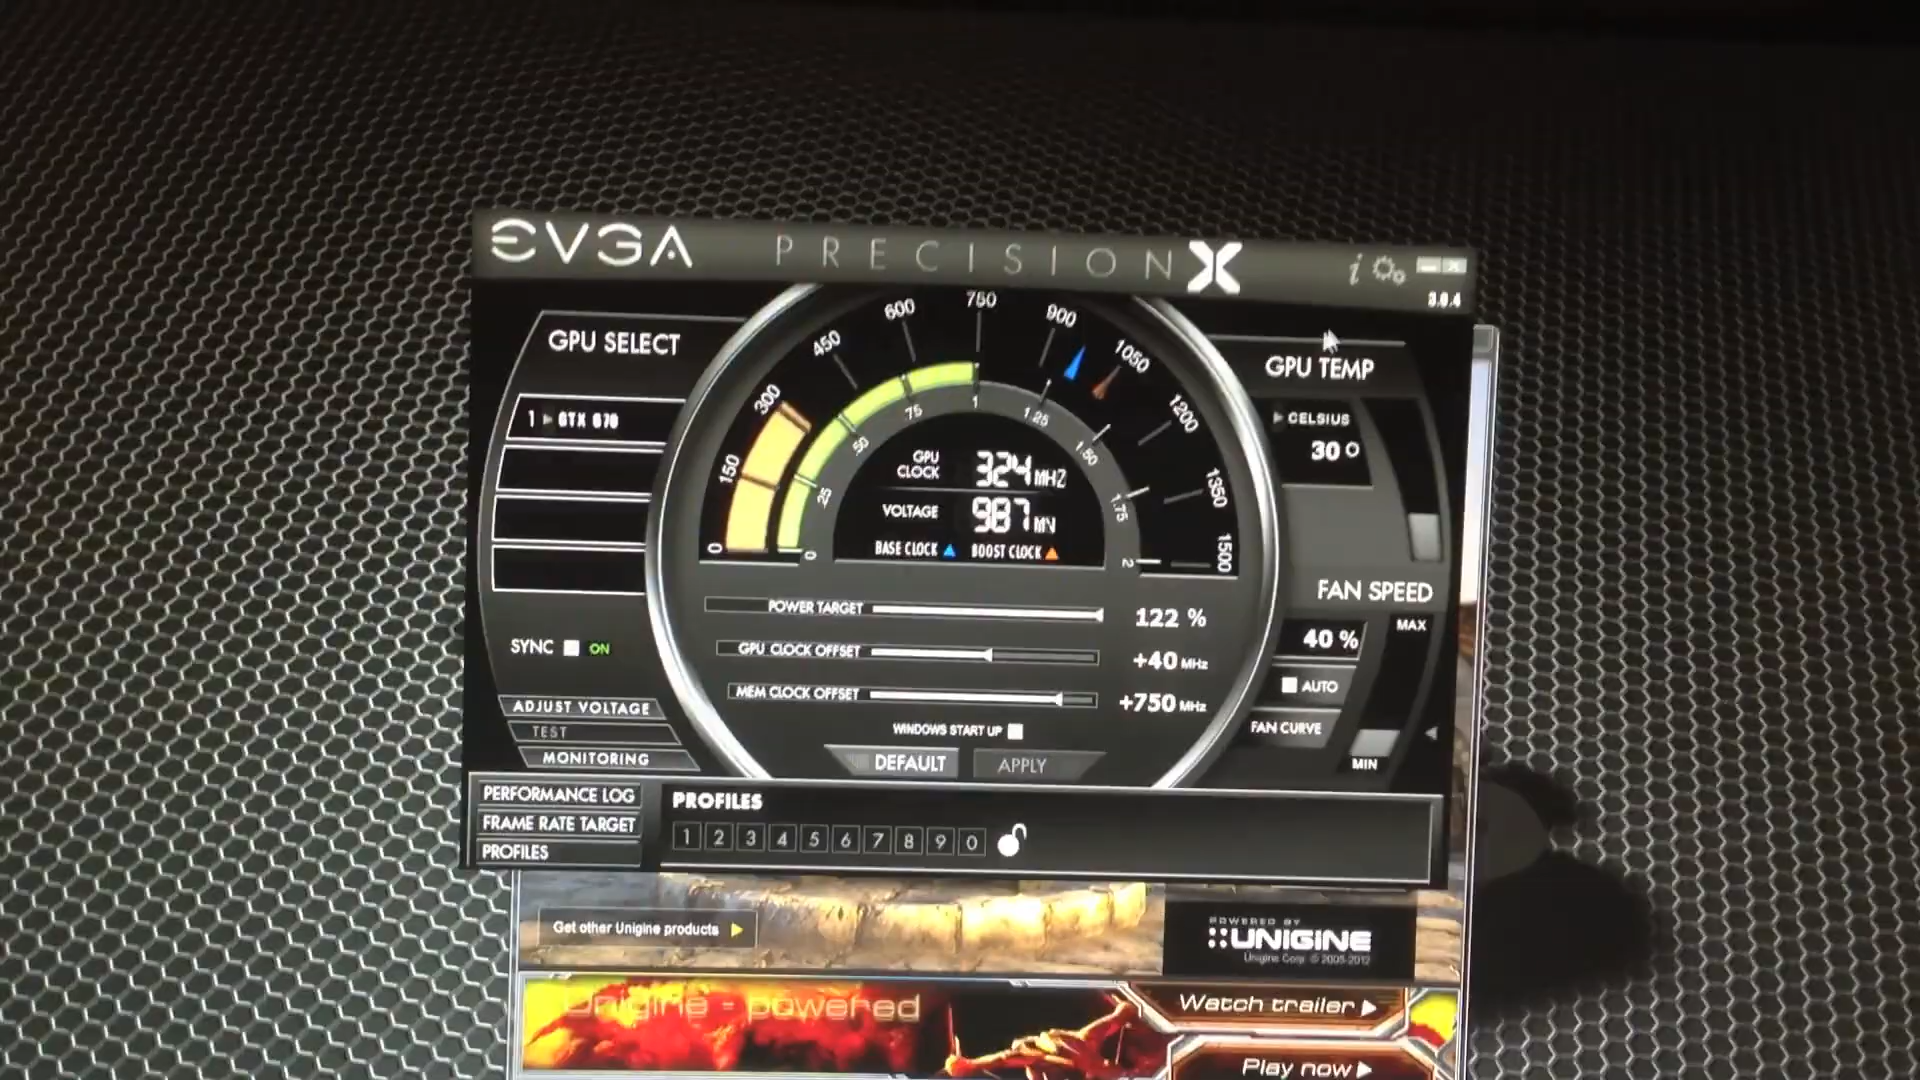 EVGA PRECISION X
3.0.4
GPU SELECT
1 GTX 670
SYNC ON
ADJUST VOLTAGE
TEST
MONITORING
0 150 300 450 600 750 900 1050 1200 1350 1500
0 .25 .50 .75 1 1.25 1.50 1.75 2
GPU CLOCK 324 MHZ
VOLTAGE 987 MV
BASE CLOCK BOOST CLOCK
POWER TARGET 122 %
GPU CLOCK OFFSET +40 MHz
MEM CLOCK OFFSET +750 MHz
WINDOWS START UP
DEFAULT APPLY
GPU TEMP
CELSIUS
30 °
FAN SPEED
MAX
40 %
AUTO
FAN CURVE
MIN
PERFORMANCE LOG
FRAME RATE TARGET
PROFILES
PROFILES
1 2 3 4 5 6 7 8 9 0
Get other Unigine products
POWERED BY
UNIGINE
Unigine Corp. © 2005-2012
Unigine - powered
Watch trailer
Play now